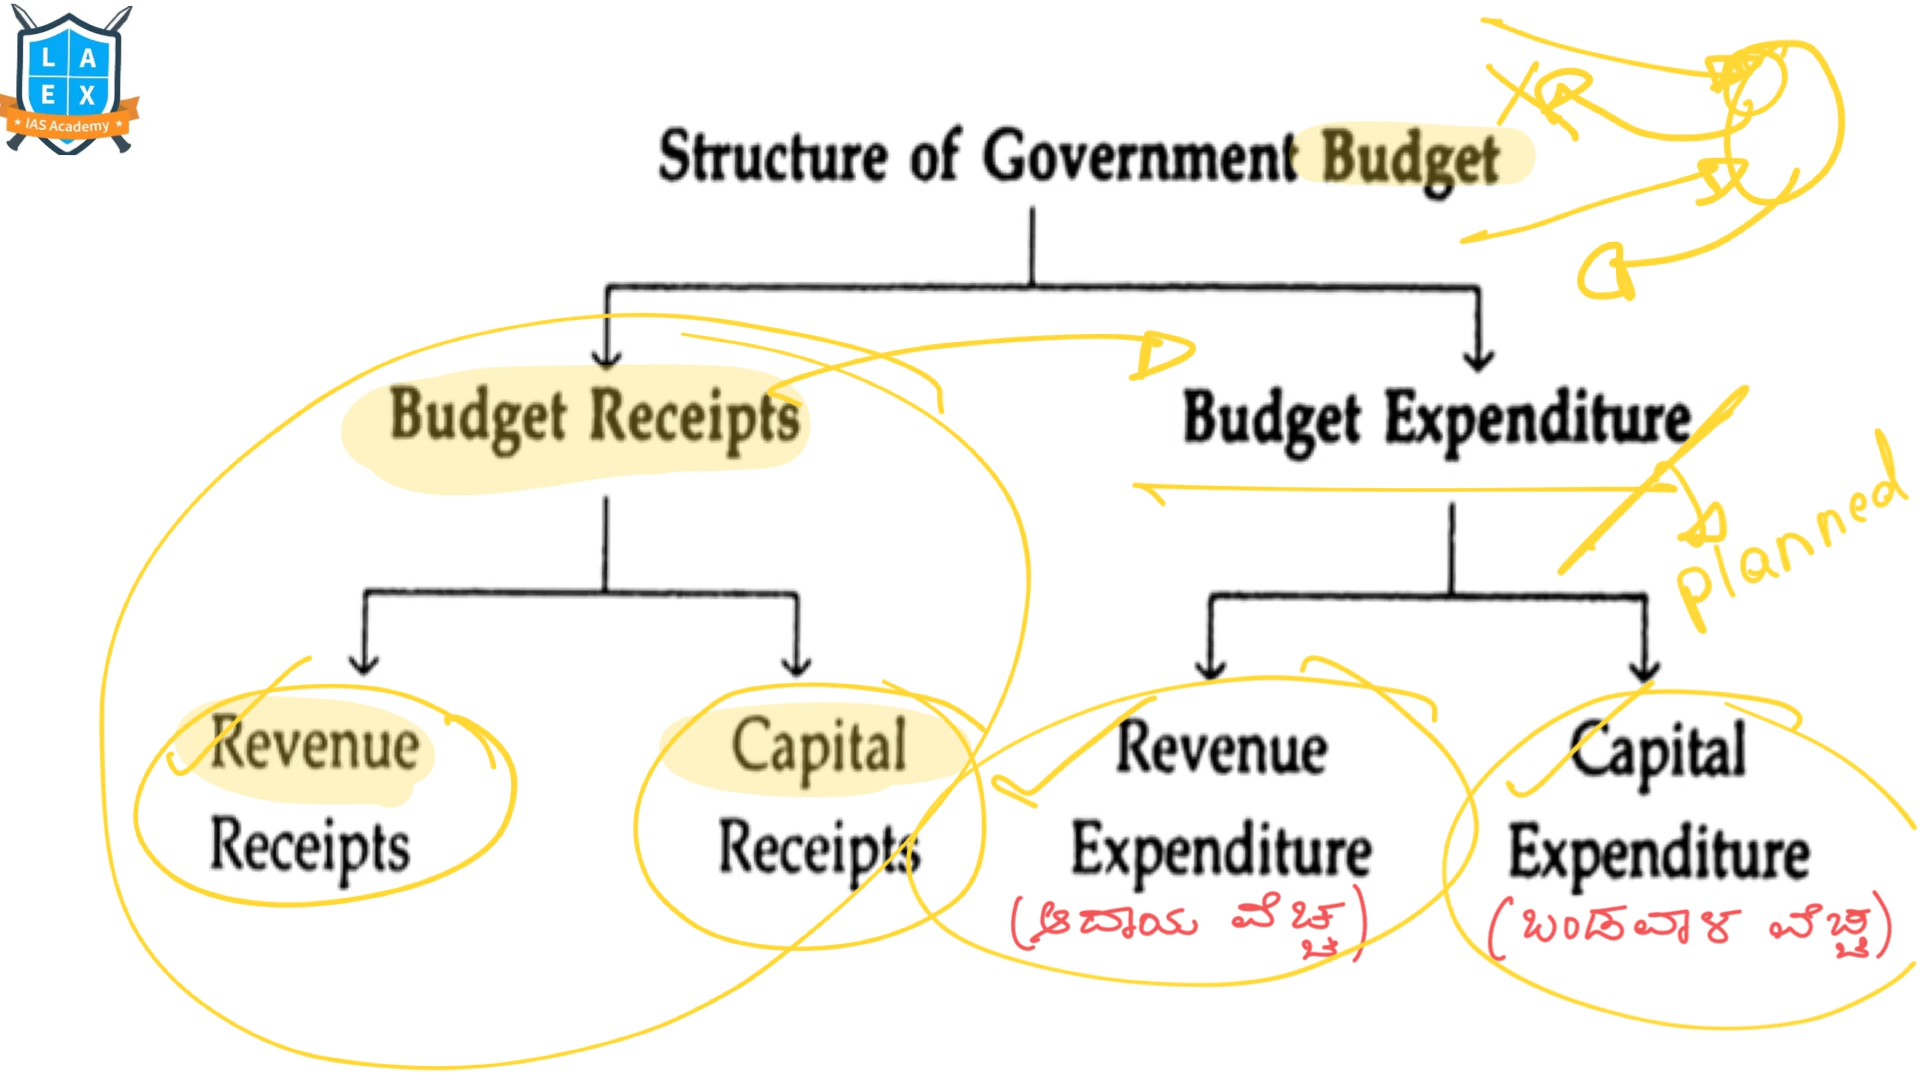 L A
E X
IAS Academy
Structure of Government Budget
Budget Receipts
Budget Expenditure
planned
Revenue
Receipts
Capital
Receipts
Revenue
Expenditure
(ಆದಾಯ ವೆಚ್ಚ)
Capital
Expenditure
(ಬಂಡವಾಳ ವೆಚ್ಚ)